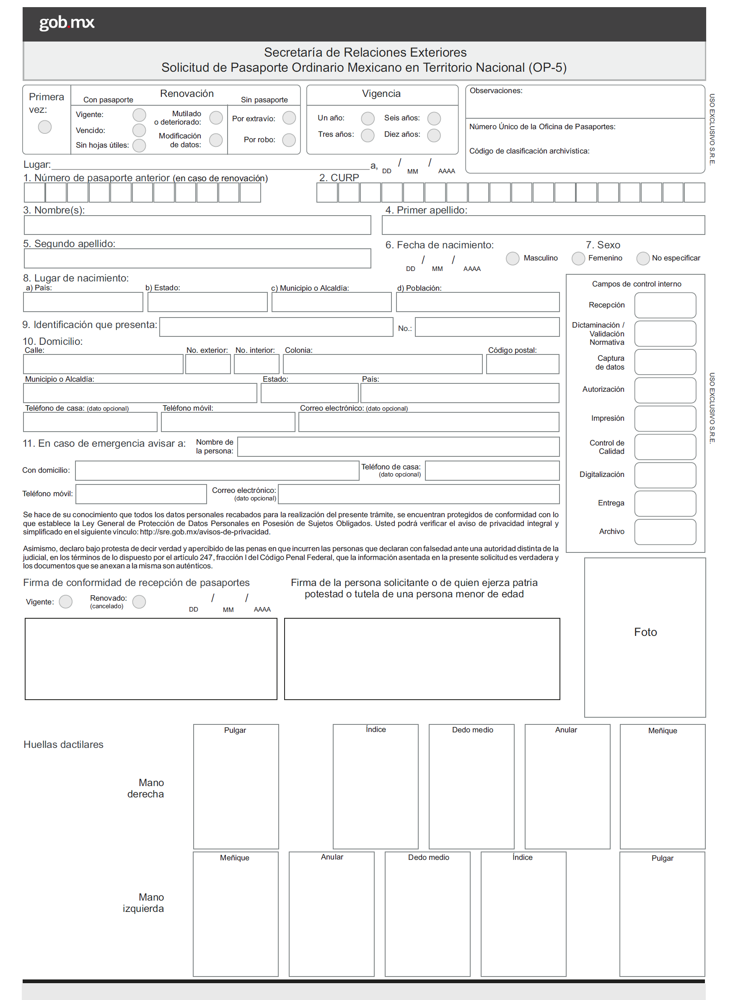 gob.mx
Secretaría de Relaciones Exteriores
Solicitud de Pasaporte Ordinario Mexicano en Territorio Nacional (OP-5)
Primera
vez:
Renovación
Con pasaporte
Sin pasaporte
Vigente:
Vencido:
Sin hojas útiles:
Mutilado
o deteriorado:
Modificación
de datos:
Por extravío:
Por robo:
Vigencia
Un año:
Seis años:
Tres años:
Diez años:
Observaciones:
Número Único de la Oficina de Pasaportes:
Código de clasificación archivística:
USO EXCLUSIVO S.R.E.
Lugar: a, DD / MM / AAAA
1. Número de pasaporte anterior (en caso de renovación)
2. CURP
3. Nombre(s):
4. Primer apellido:
5. Segundo apellido:
6. Fecha de nacimiento:
DD / MM / AAAA
7. Sexo
Masculino
Femenino
No especificar
8. Lugar de nacimiento:
a) País:
b) Estado:
c) Municipio o Alcaldía:
d) Población:
9. Identificación que presenta:
No.:
10. Domicilio:
Calle:
No. exterior:
No. interior:
Colonia:
Código postal:
Municipio o Alcaldía:
Estado:
País:
Teléfono de casa: (dato opcional)
Teléfono móvil:
Correo electrónico: (dato opcional)
11. En caso de emergencia avisar a:
Nombre de
la persona:
Con domicilio:
Teléfono de casa:
(dato opcional)
Teléfono móvil:
Correo electrónico:
(dato opcional)
Campos de control interno
Recepción
Dictaminación /
Validación
Normativa
Captura
de datos
Autorización
Impresión
Control de
Calidad
Digitalización
Entrega
Archivo
USO EXCLUSIVO S.R.E.
Se hace de su conocimiento que todos los datos personales recabados para la realización del presente trámite, se encuentran protegidos de conformidad con lo
que establece la Ley General de Protección de Datos Personales en Posesión de Sujetos Obligados. Usted podrá verificar el aviso de privacidad integral y
simplificado en el siguiente vínculo: http://sre.gob.mx/avisos-de-privacidad.
Asimismo, declaro bajo protesta de decir verdad y apercibido de las penas en que incurren las personas que declaran con falsedad ante una autoridad distinta de la
judicial, en los términos de lo dispuesto por el artículo 247, fracción I del Código Penal Federal, que la información asentada en la presente solicitud es verdadera y
los documentos que se anexan a la misma son auténticos.
Firma de conformidad de recepción de pasaportes
Vigente:
Renovado:
(cancelado)
DD / MM / AAAA
Firma de la persona solicitante o de quien ejerza patria
potestad o tutela de una persona menor de edad
Foto
Huellas dactilares
Mano
derecha
Pulgar
Índice
Dedo medio
Anular
Meñique
Mano
izquierda
Meñique
Anular
Dedo medio
Índice
Pulgar